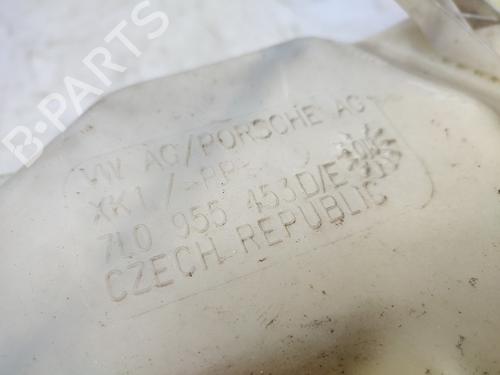 B-PARTS
VW AG/PORSCHE AG
XK1 />PP<
7L0 955 453D/E
CZECH REPUBLIC